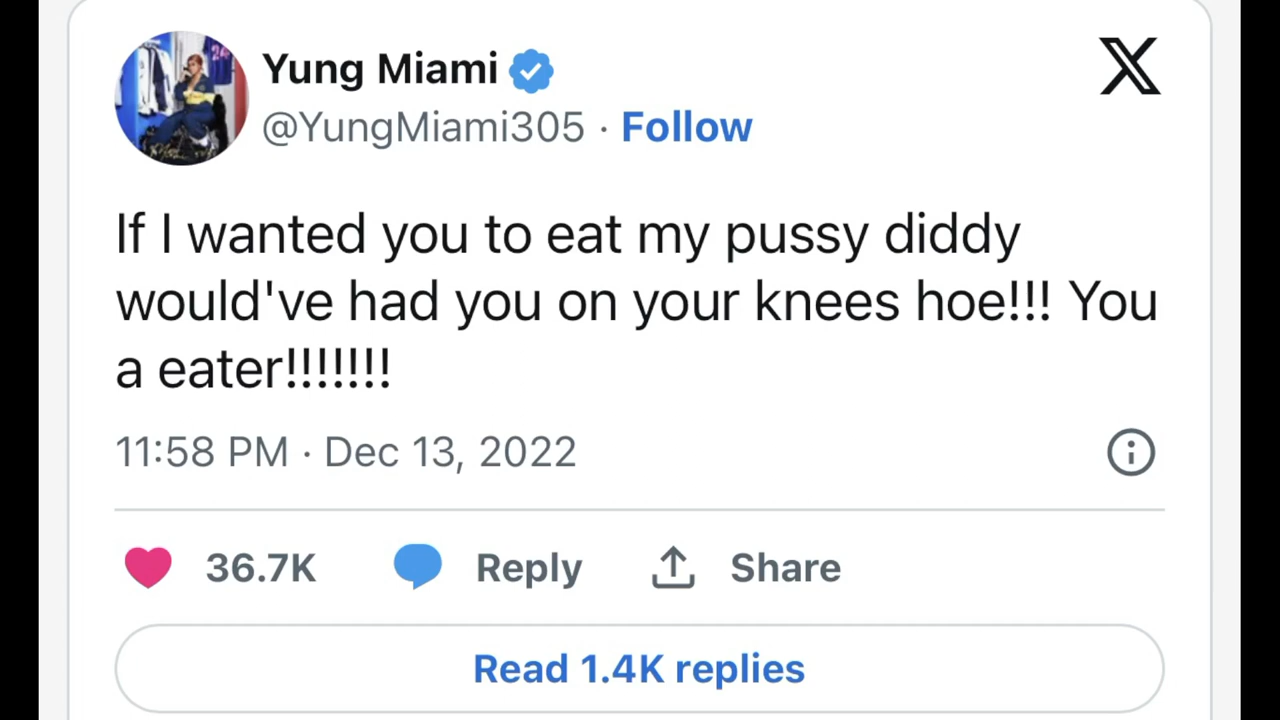 Yung Miami
@YungMiami305 · Follow
If I wanted you to eat my pussy diddy
would've had you on your knees hoe!!! You
a eater!!!!!!!
11:58 PM · Dec 13, 2022
36.7K Reply Share
Read 1.4K replies